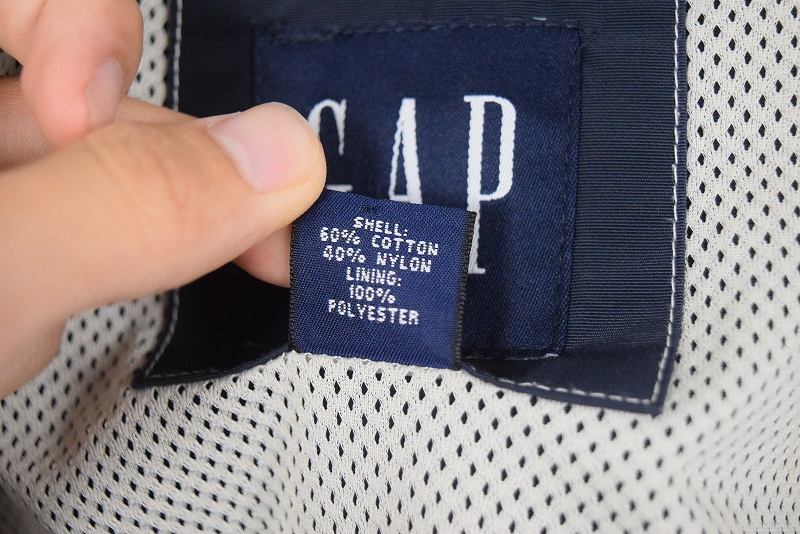 GAP
SHELL:
60% COTTON
40% NYLON
LINING:
100%
POLYESTER